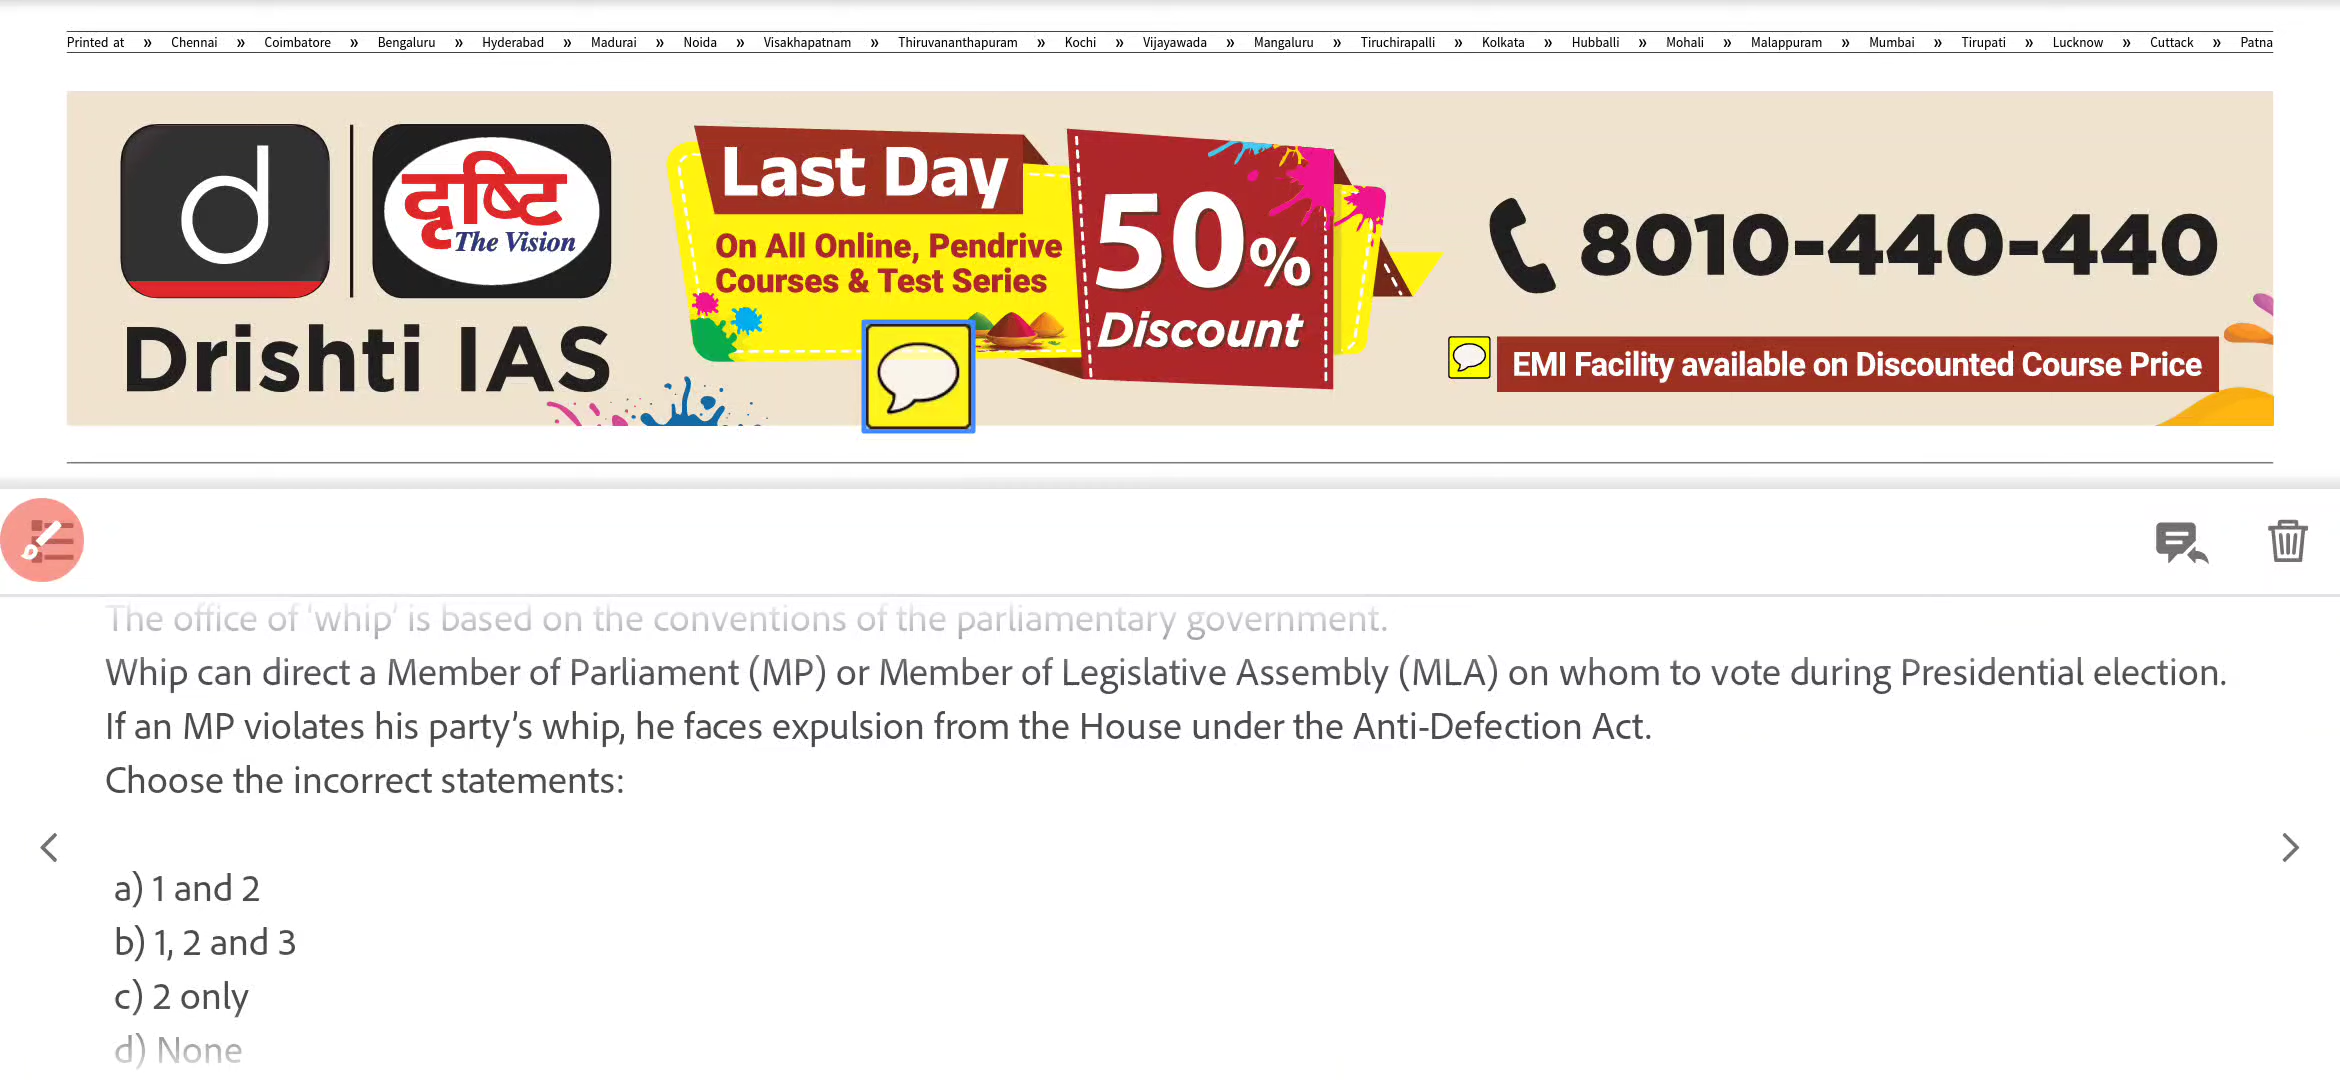 Printed at » Chennai » Coimbatore » Bengaluru » Hyderabad » Madurai » Noida » Visakhapatnam » Thiruvananthapuram » Kochi » Vijayawada » Mangaluru » Tiruchirapalli » Kolkata » Hubballi » Mohali » Malappuram » Mumbai » Tirupati » Lucknow » Cuttack » Patna
d
दृष्टि
The Vision
Drishti IAS
Last Day
On All Online, Pendrive
Courses & Test Series
50%
Discount
8010-440-440
EMI Facility available on Discounted Course Price
The office of 'whip' is based on the conventions of the parliamentary government.
Whip can direct a Member of Parliament (MP) or Member of Legislative Assembly (MLA) on whom to vote during Presidential election.
If an MP violates his party's whip, he faces expulsion from the House under the Anti-Defection Act.
Choose the incorrect statements:
a) 1 and 2
b) 1, 2 and 3
c) 2 only
d) None